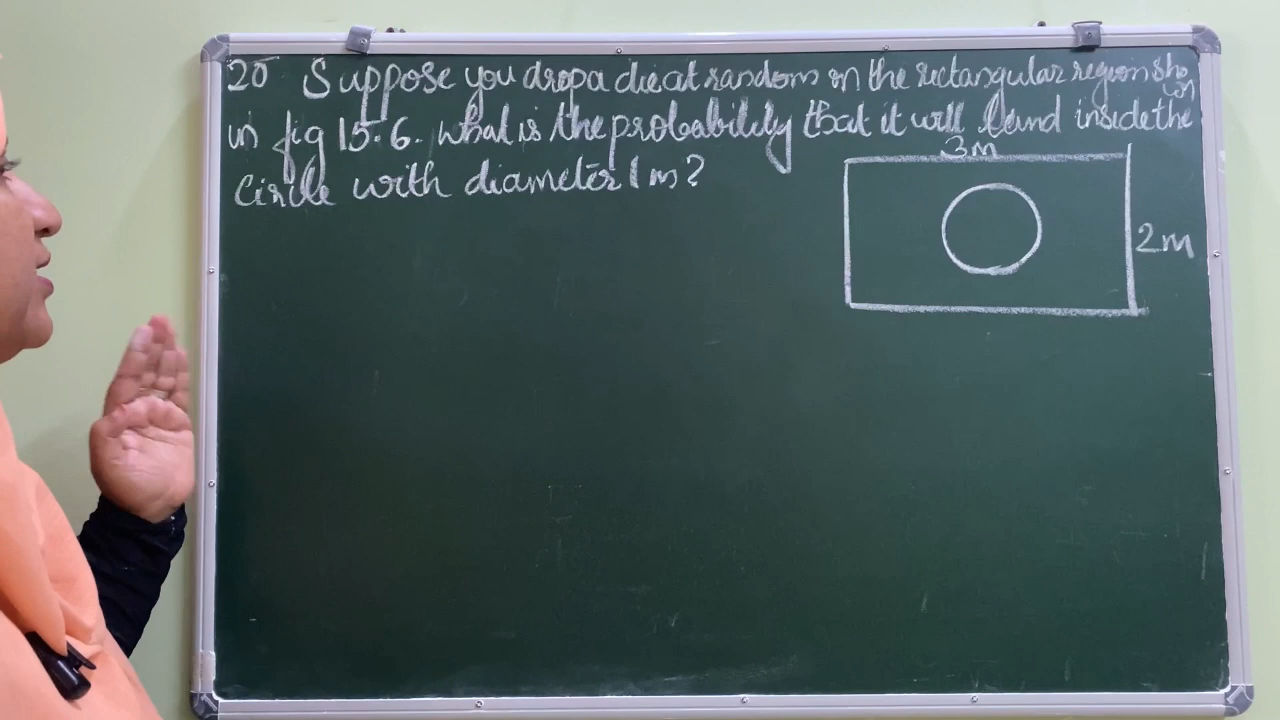 20 Suppose you drop a die at random on the rectangular region shown
in fig 15.6. what is the probability that it will land inside the
Circle with diameter 1 m?
3m
2m